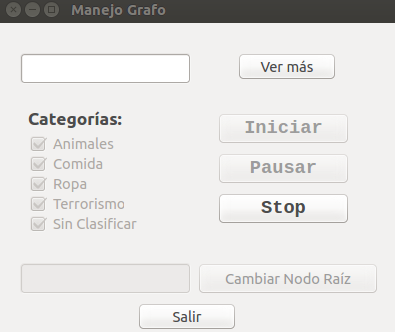 Manejo Grafo
Ver más
Categorías:
Animales
Comida
Ropa
Terrorismo
Sin Clasificar
Iniciar
Pausar
Stop
Cambiar Nodo Raíz
Salir